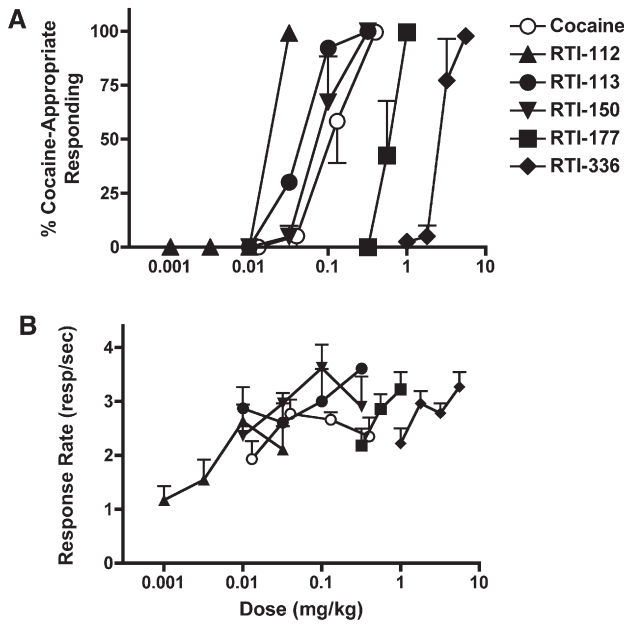 A
% Cocaine-Appropriate
Responding
100
75
50
25
0
0.001
0.01
0.1
1
10
Cocaine
RTI-112
RTI-113
RTI-150
RTI-177
RTI-336
B
Response Rate (resp/sec)
4
3
2
1
0
0.001
0.01
0.1
1
10
Dose (mg/kg)